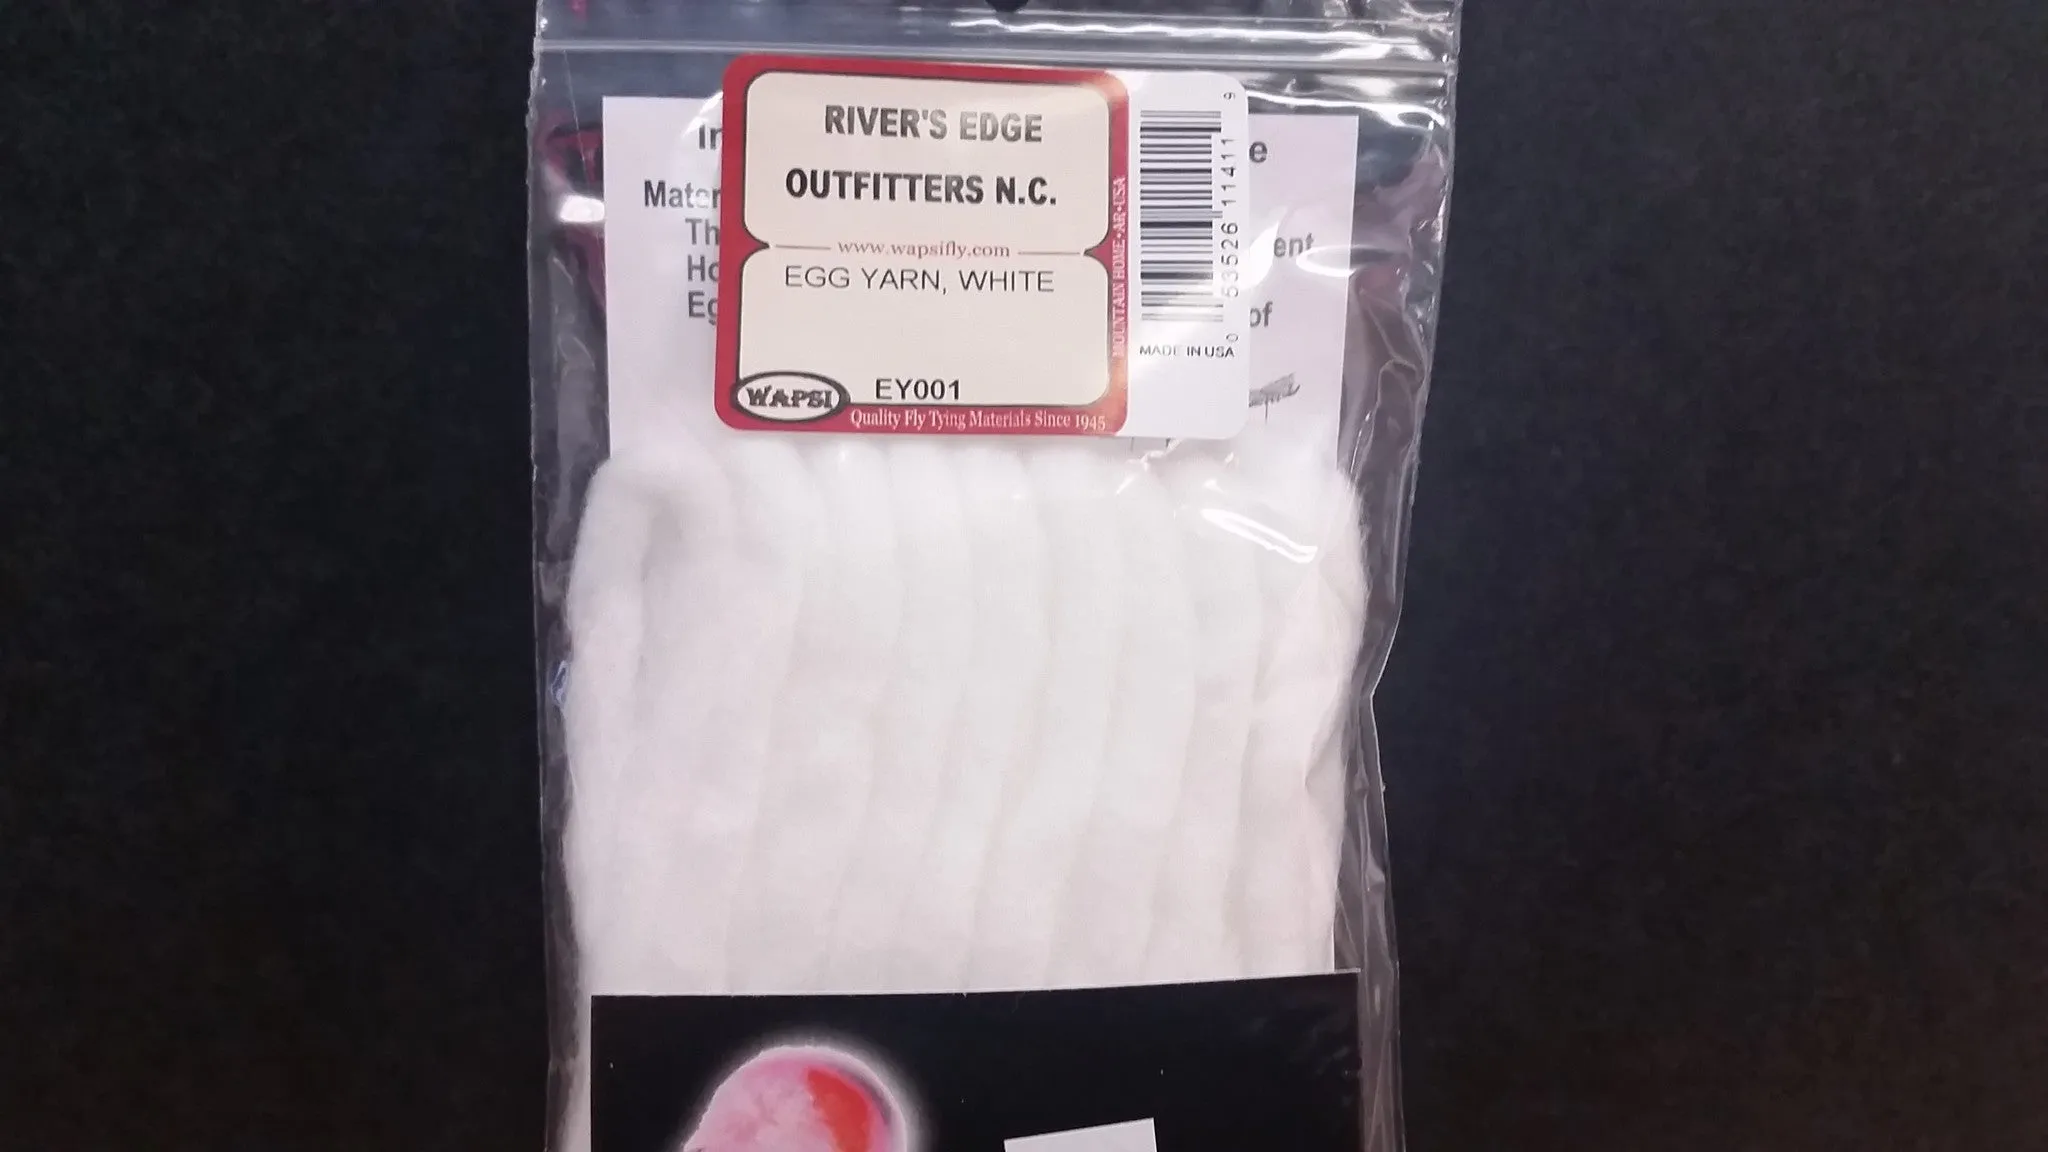 RIVER'S EDGE
OUTFITTERS N.C.
www.wapsifly.com
EGG YARN, WHITE
WAPSI EY001
Quality Fly Tying Materials Since 1945
MOUNTAIN HOME•AR•USA
0 53526 11411 9
MADE IN USA
of